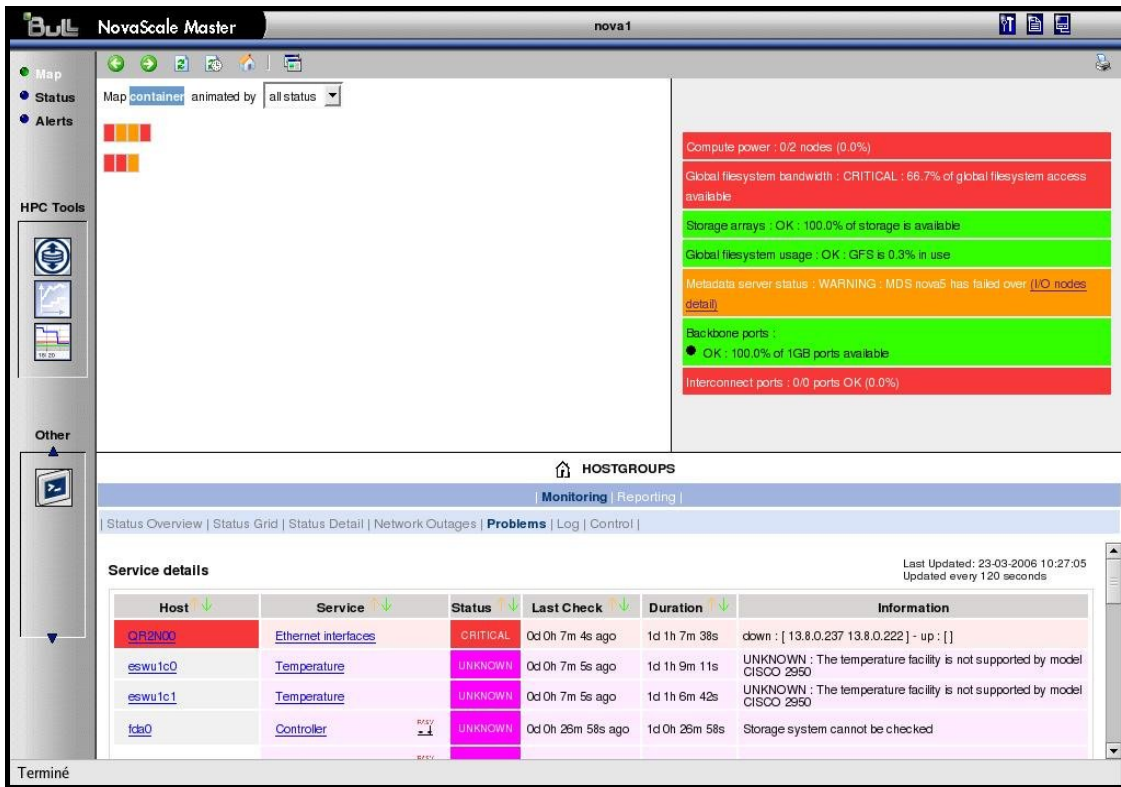 Bull NovaScale Master nova1
Map
Status
Alerts
HPC Tools
Other
Map container animated by all status
Compute power : 0/2 nodes (0.0%)
Global filesystem bandwidth : CRITICAL : 66.7% of global filesystem access
available
Storage arrays : OK : 100.0% of storage is available
Global filesystem usage : OK : GFS is 0.3% in use
Metadata server status : WARNING : MDS nova5 has failed over (I/O nodes
detail)
Backbone ports :
OK : 100.0% of 1GB ports available
Interconnect ports : 0/0 ports OK (0.0%)
HOSTGROUPS
| Monitoring | Reporting |
| Status Overview | Status Grid | Status Detail | Network Outages | Problems | Log | Control |
Service details
Last Updated: 23-03-2006 10:27:05
Updated every 120 seconds
Host Service Status Last Check Duration Information
QR2N00 Ethernet interfaces CRITICAL 0d 0h 7m 4s ago 1d 1h 7m 38s down : [ 13.8.0.237 13.8.0.222 ] - up : [ ]
eswu1c0 Temperature UNKNOWN 0d 0h 7m 5s ago 1d 1h 9m 11s UNKNOWN : The temperature facility is not supported by model
CISCO 2950
eswu1c1 Temperature UNKNOWN 0d 0h 7m 5s ago 1d 1h 6m 42s UNKNOWN : The temperature facility is not supported by model
CISCO 2950
fda0 Controller UNKNOWN 0d 0h 26m 58s ago 1d 0h 26m 58s Storage system cannot be checked
Terminé